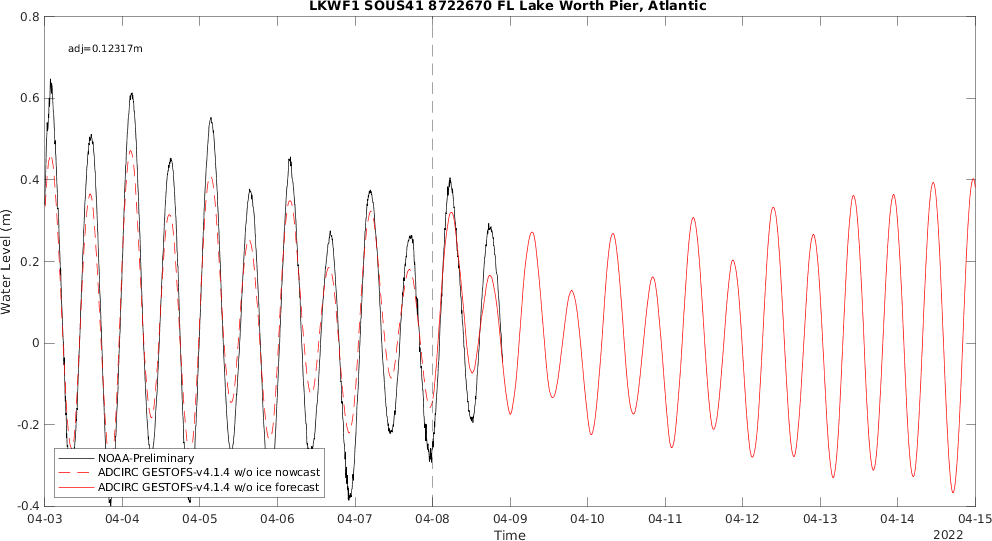 LKWF1 SOUS41 8722670 FL Lake Worth Pier, Atlantic
adj=0.12317m
Water Level (m)
0.8
0.6
0.4
0.2
0
-0.2
-0.4
NOAA-Preliminary
ADCIRC GESTOFS-v4.1.4 w/o ice nowcast
ADCIRC GESTOFS-v4.1.4 w/o ice forecast
04-03 04-04 04-05 04-06 04-07 04-08 04-09 04-10 04-11 04-12 04-13 04-14 04-15
Time
2022